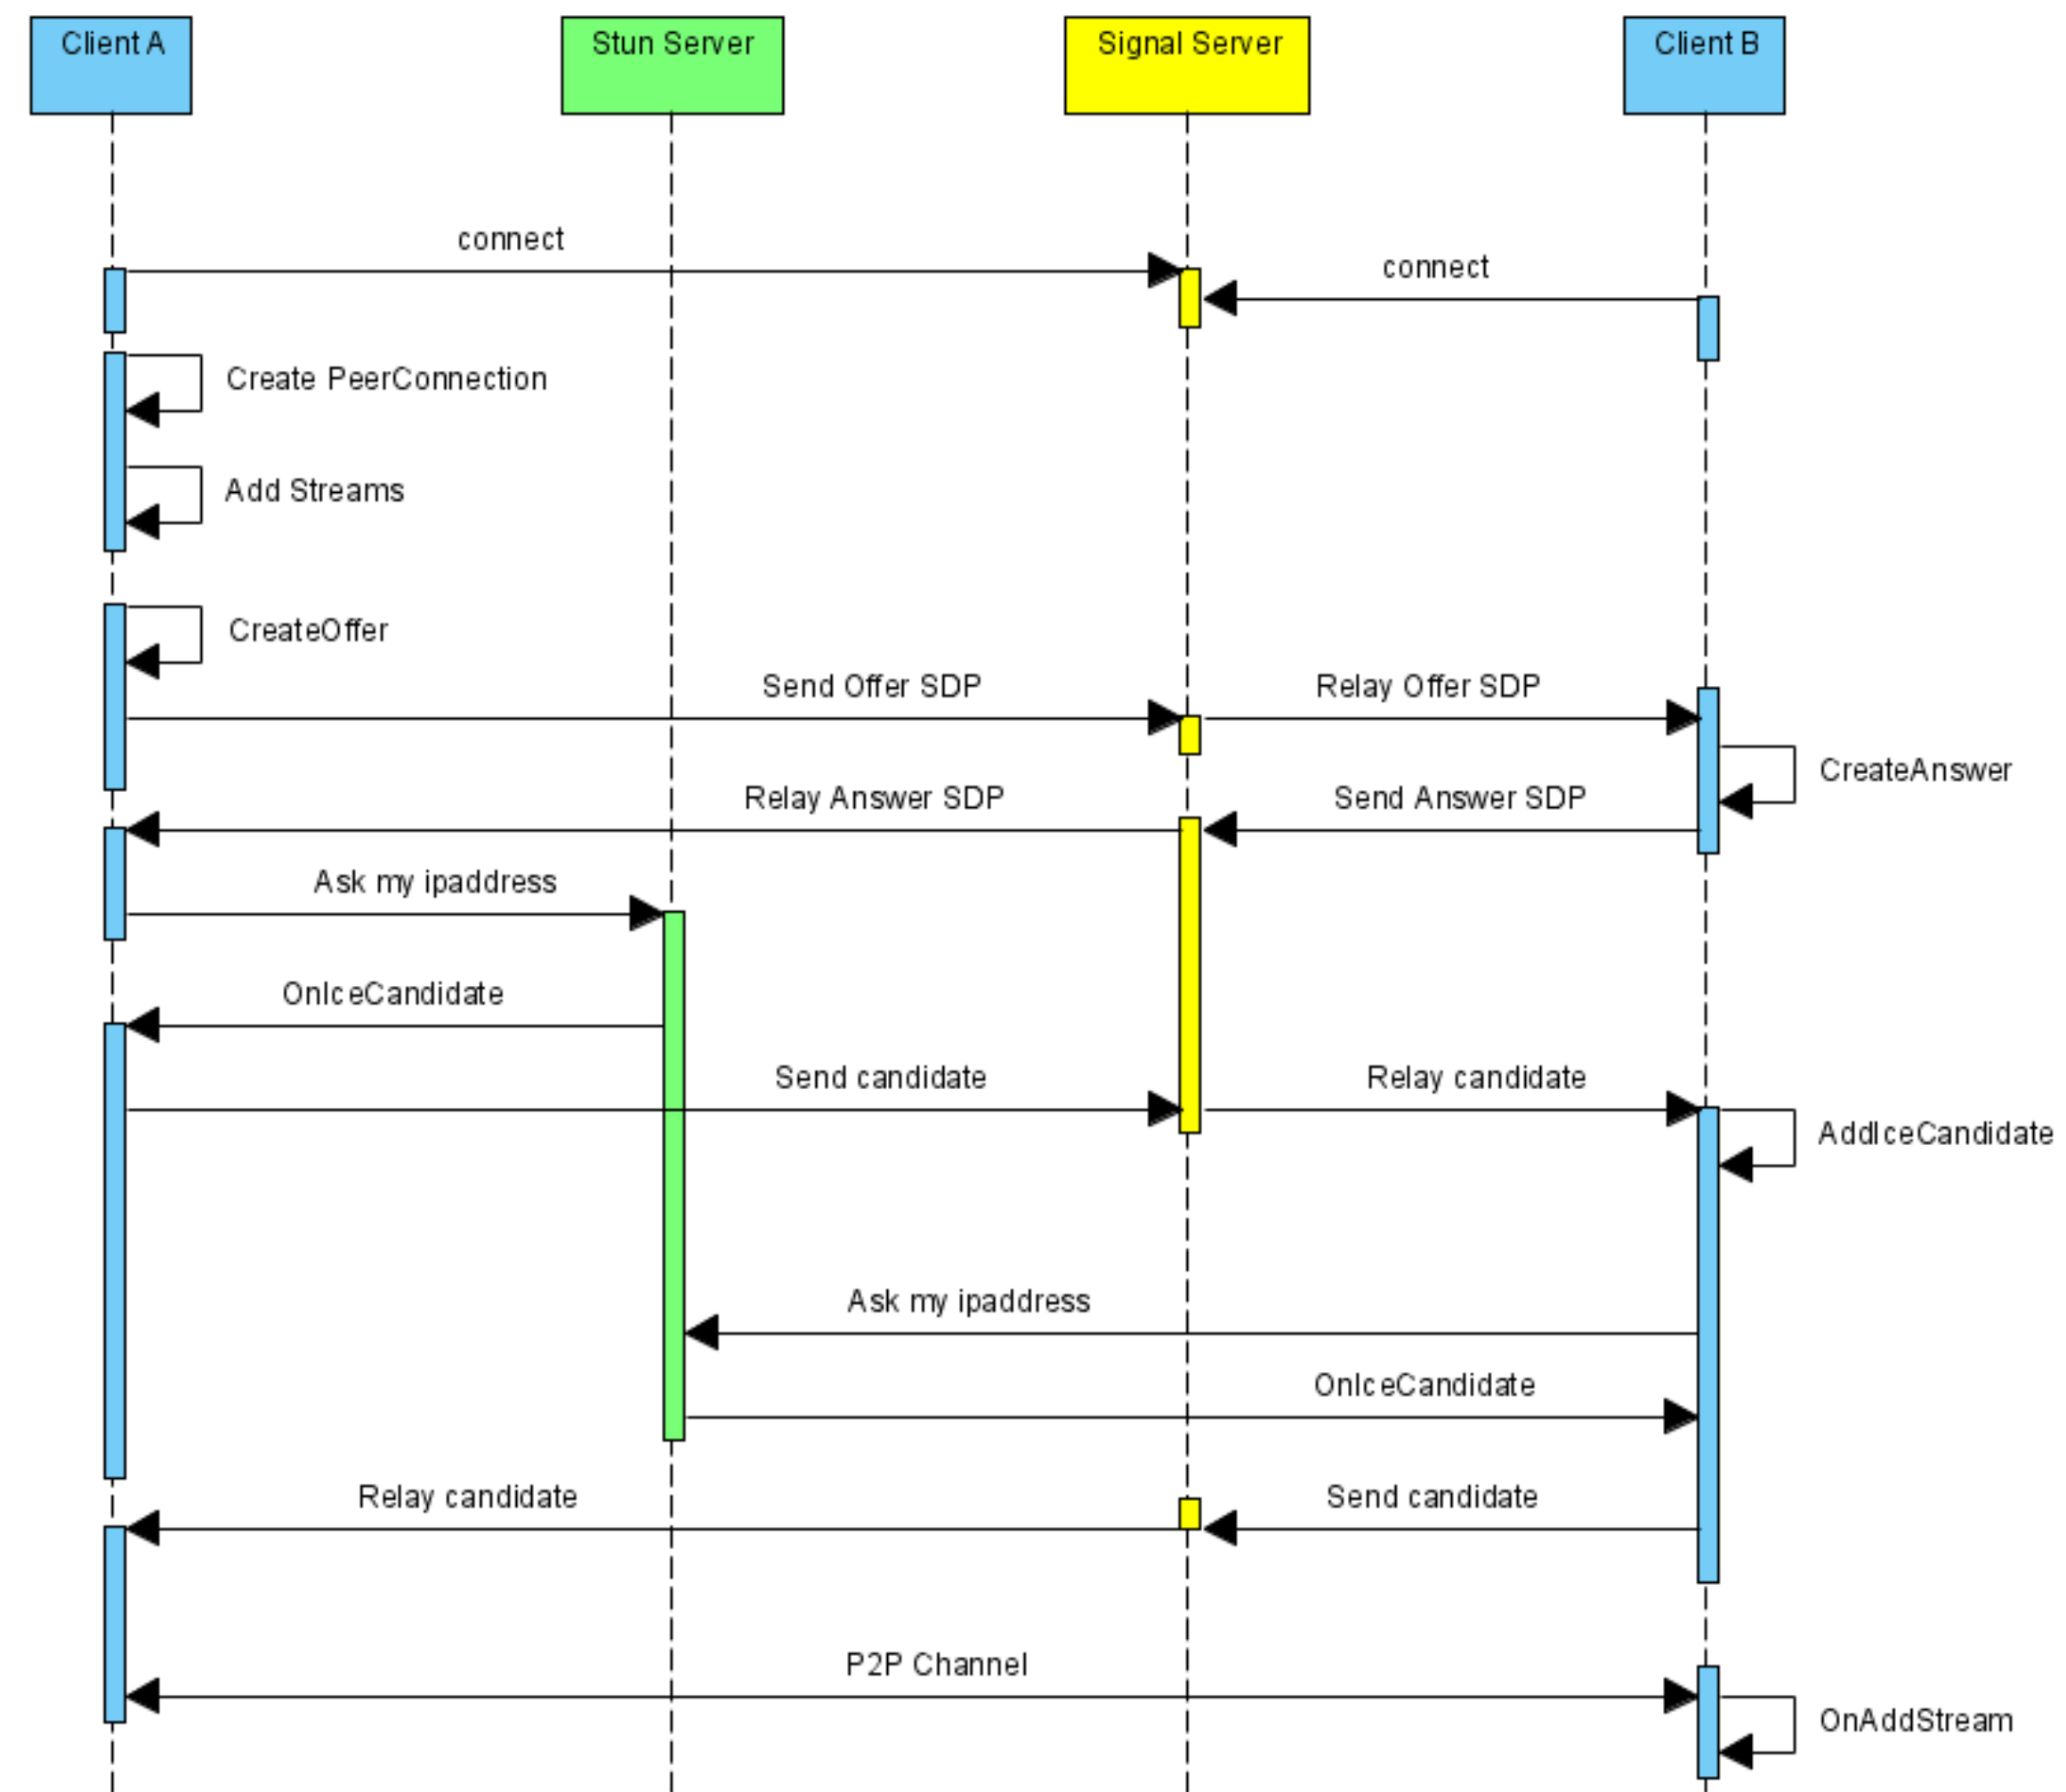 Client A
Stun Server
Signal Server
Client B
connect
connect
Create PeerConnection
Add Streams
CreateOffer
Send Offer SDP
Relay Offer SDP
CreateAnswer
Relay Answer SDP
Send Answer SDP
Ask my ipaddress
OnIceCandidate
Send candidate
Relay candidate
AddIceCandidate
Ask my ipaddress
OnIceCandidate
Relay candidate
Send candidate
P2P Channel
OnAddStream